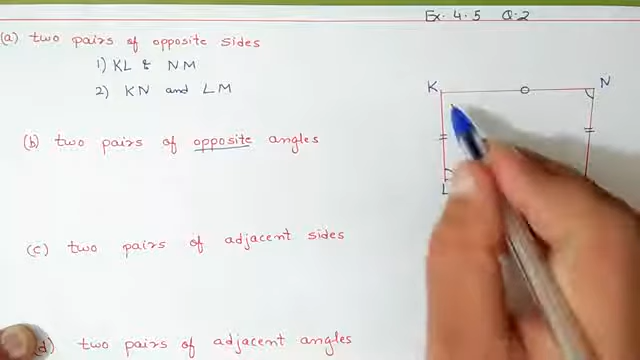 Ex. 4.5 Q.2
(a) two pairs of opposite sides
1) KL & NM
2) KN and LM
K
N
(b) two pairs of opposite angles
L
(c) two pairs of adjacent sides
(d) two pairs of adjacent angles